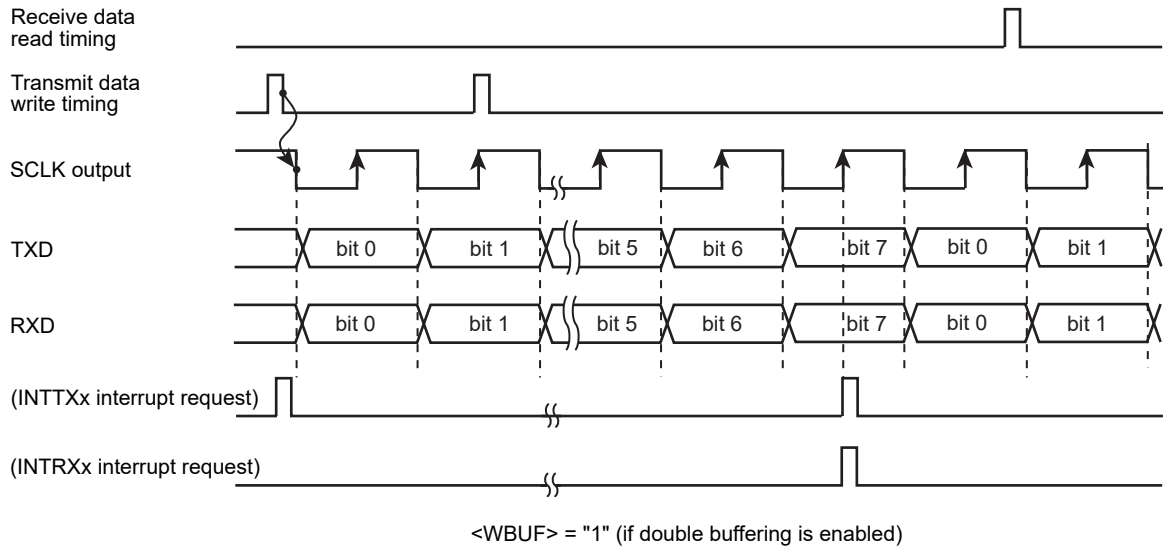 Receive data
read timing
Transmit data
write timing
SCLK output
TXD bit 0 bit 1 bit 5 bit 6 bit 7 bit 0 bit 1
RXD bit 0 bit 1 bit 5 bit 6 bit 7 bit 0 bit 1
(INTTXx interrupt request)
(INTRXx interrupt request)
<WBUF> = "1" (if double buffering is enabled)